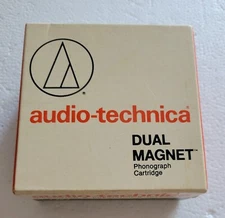 audio-technica®
DUAL
MAGNET™
Phonograph
Cartridge